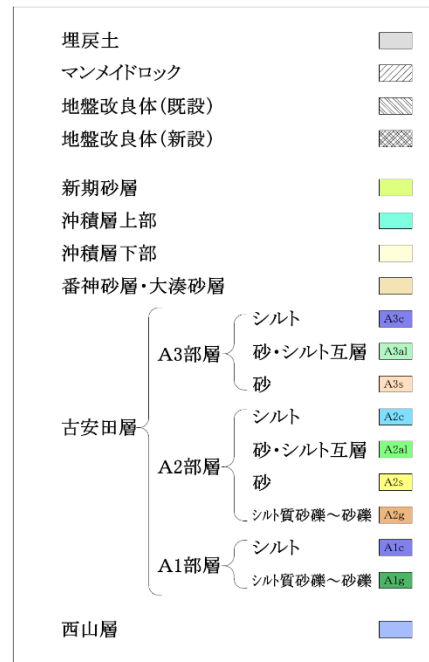 埋戻土
マンメイドロック
地盤改良体(既設)
地盤改良体(新設)
新期砂層
沖積層上部
沖積層下部
番神砂層・大湊砂層
古安田層
A3部層
シルト A3c
砂・シルト互層 A3al
砂 A3s
A2部層
シルト A2c
砂・シルト互層 A2al
砂 A2s
シルト質砂礫～砂礫 A2g
A1部層
シルト A1c
シルト質砂礫～砂礫 A1g
西山層